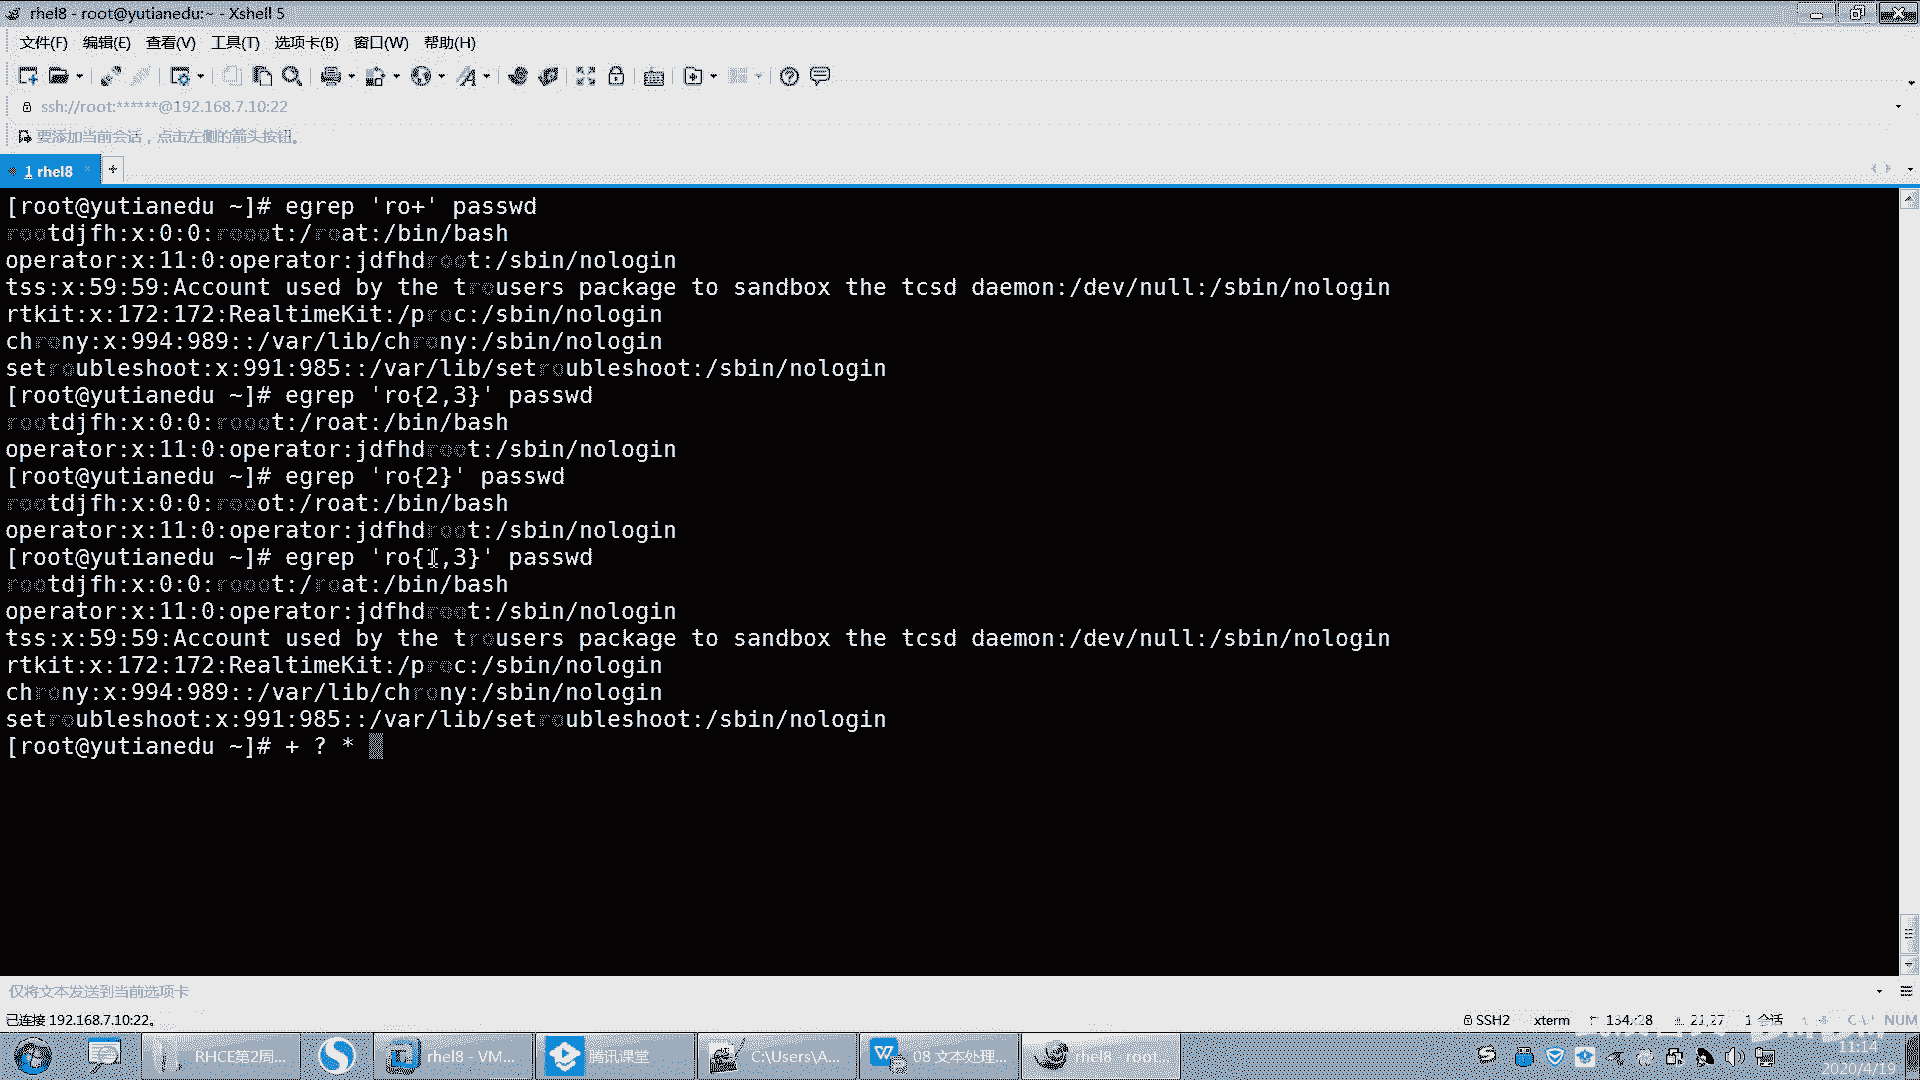 rhel8 - root@yutianedu:~ - Xshell 5
文件(F) 编辑(E) 查看(V) 工具(T) 选项卡(B) 窗口(W) 帮助(H)
ssh://root:******@192.168.7.10:22
要添加当前会话，点击左侧的箭头按钮。
1 rhel8
[root@yutianedu ~]# egrep 'ro+' passwd
rootdjfh:x:0:0:rooot:/roat:/bin/bash
operator:x:11:0:operator:jdfhdroot:/sbin/nologin
tss:x:59:59:Account used by the trousers package to sandbox the tcsd daemon:/dev/null:/sbin/nologin
rtkit:x:172:172:RealtimeKit:/proc:/sbin/nologin
chrony:x:994:989::/var/lib/chrony:/sbin/nologin
setroubleshoot:x:991:985::/var/lib/setroubleshoot:/sbin/nologin
[root@yutianedu ~]# egrep 'ro{2,3}' passwd
rootdjfh:x:0:0:rooot:/roat:/bin/bash
operator:x:11:0:operator:jdfhdroot:/sbin/nologin
[root@yutianedu ~]# egrep 'ro{2}' passwd
rootdjfh:x:0:0:rooot:/roat:/bin/bash
operator:x:11:0:operator:jdfhdroot:/sbin/nologin
[root@yutianedu ~]# egrep 'ro{1,3}' passwd
rootdjfh:x:0:0:rooot:/roat:/bin/bash
operator:x:11:0:operator:jdfhdroot:/sbin/nologin
tss:x:59:59:Account used by the trousers package to sandbox the tcsd daemon:/dev/null:/sbin/nologin
rtkit:x:172:172:RealtimeKit:/proc:/sbin/nologin
chrony:x:994:989::/var/lib/chrony:/sbin/nologin
setroubleshoot:x:991:985::/var/lib/setroubleshoot:/sbin/nologin
[root@yutianedu ~]# + ? *
仅将文本发送到当前选项卡
已连接 192.168.7.10:22。 SSH2 xterm 134x28 21,27 1 会话 NUM
RHCE第2周... rhel8 - VM... 腾讯课堂 C:\Users\A... 08 文本处理... rhel8 - root...
11:14
2020/4/19